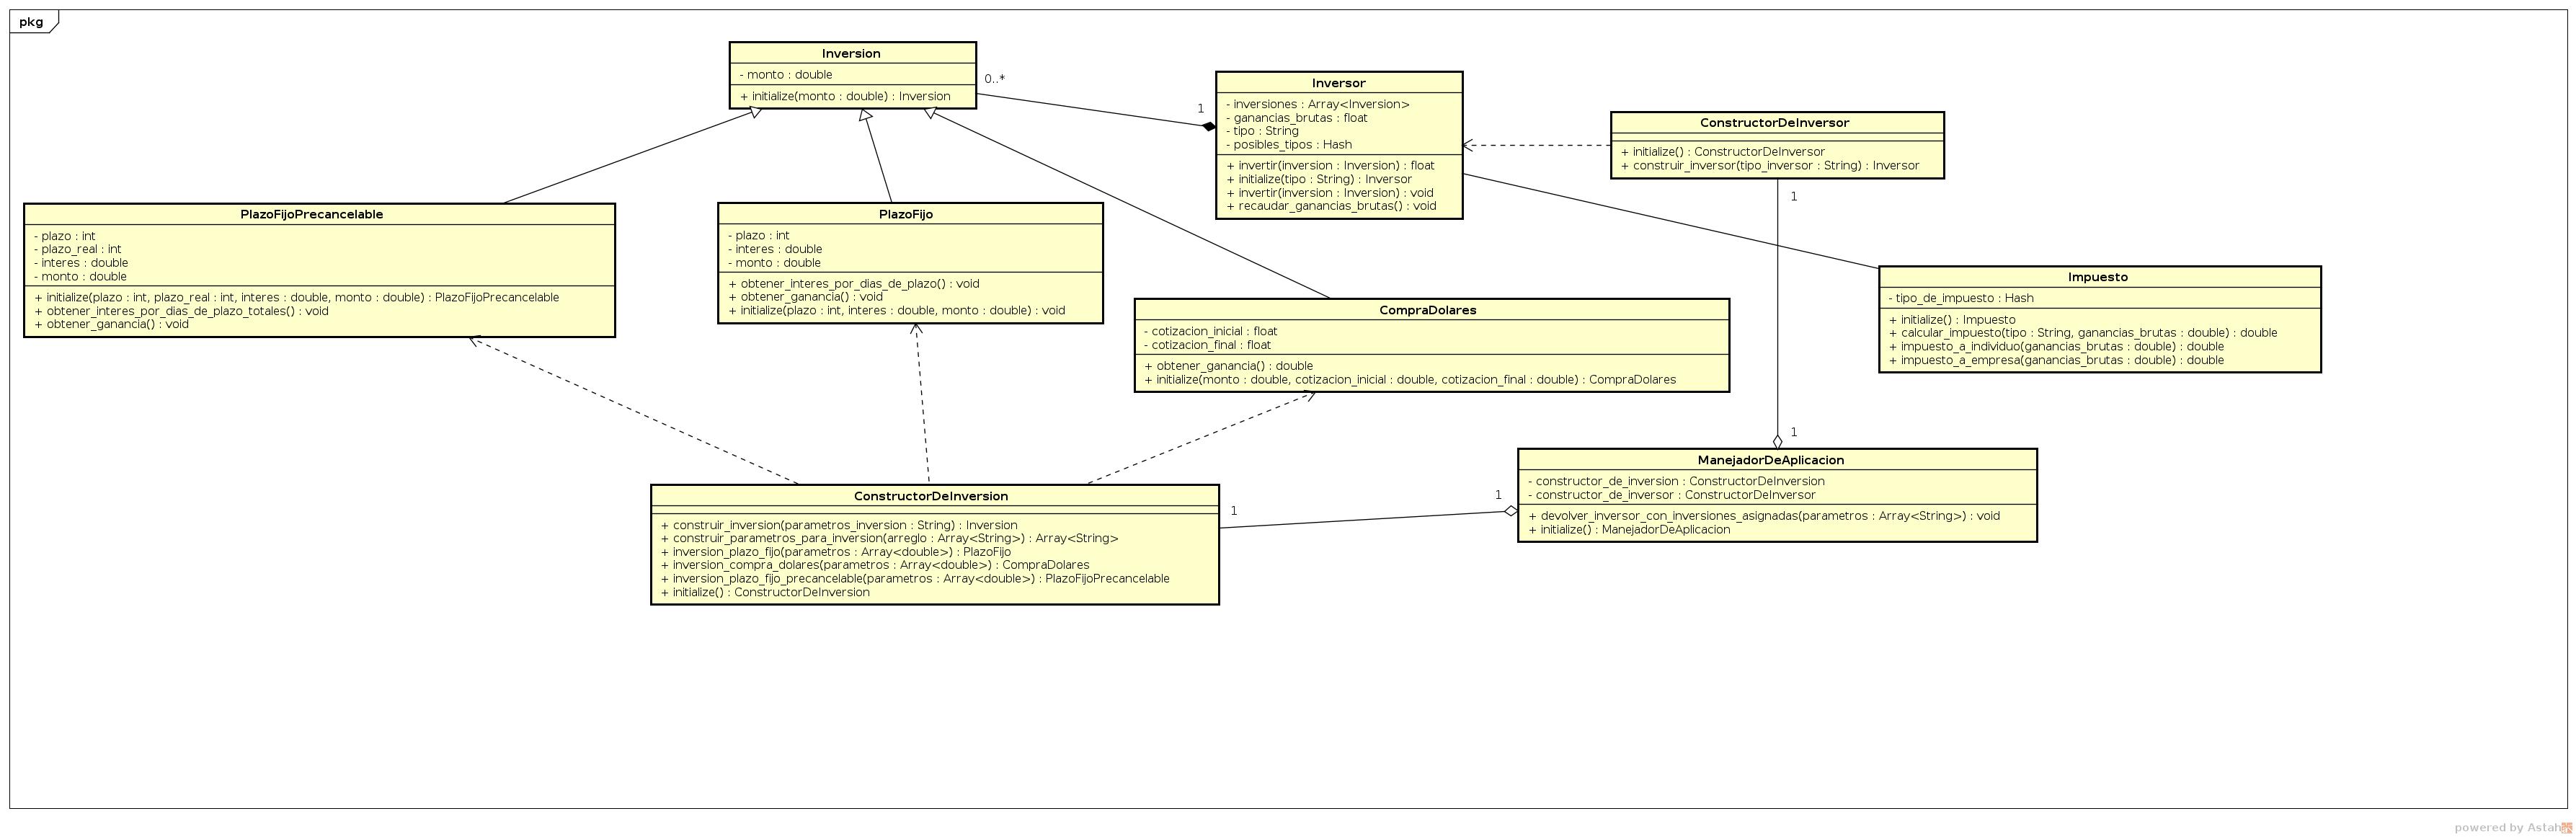 pkg
Inversion
- monto : double
+ initialize(monto : double) : Inversion
0..*
1
Inversor
- inversiones : Array<Inversion>
- ganancias_brutas : float
- tipo : String
- posibles_tipos : Hash
+ invertir(inversion : Inversion) : float
+ initialize(tipo : String) : Inversor
+ invertir(inversion : Inversion) : void
+ recaudar_ganancias_brutas() : void
ConstructorDeInversor
+ initialize() : ConstructorDeInversor
+ construir_inversor(tipo_inversor : String) : Inversor
1
PlazoFijoPrecancelable
- plazo : int
- plazo_real : int
- interes : double
- monto : double
+ initialize(plazo : int, plazo_real : int, interes : double, monto : double) : PlazoFijoPrecancelable
+ obtener_interes_por_dias_de_plazo_totales() : void
+ obtener_ganancia() : void
PlazoFijo
- plazo : int
- interes : double
- monto : double
+ obtener_interes_por_dias_de_plazo() : void
+ obtener_ganancia() : void
+ initialize(plazo : int, interes : double, monto : double) : void
CompraDolares
- cotizacion_inicial : float
- cotizacion_final : float
+ obtener_ganancia() : double
+ initialize(monto : double, cotizacion_inicial : double, cotizacion_final : double) : CompraDolares
Impuesto
- tipo_de_impuesto : Hash
+ initialize() : Impuesto
+ calcular_impuesto(tipo : String, ganancias_brutas : double) : double
+ impuesto_a_individuo(ganancias_brutas : double) : double
+ impuesto_a_empresa(ganancias_brutas : double) : double
1
ManejadorDeAplicacion
- constructor_de_inversion : ConstructorDeInversion
- constructor_de_inversor : ConstructorDeInversor
+ devolver_inversor_con_inversiones_asignadas(parametros : Array<String>) : void
+ initialize() : ManejadorDeAplicacion
1
1
ConstructorDeInversion
+ construir_inversion(parametros_inversion : String) : Inversion
+ construir_parametros_para_inversion(arreglo : Array<String>) : Array<String>
+ inversion_plazo_fijo(parametros : Array<double>) : PlazoFijo
+ inversion_compra_dolares(parametros : Array<double>) : CompraDolares
+ inversion_plazo_fijo_precancelable(parametros : Array<double>) : PlazoFijoPrecancelable
+ initialize() : ConstructorDeInversion
powered by Astah